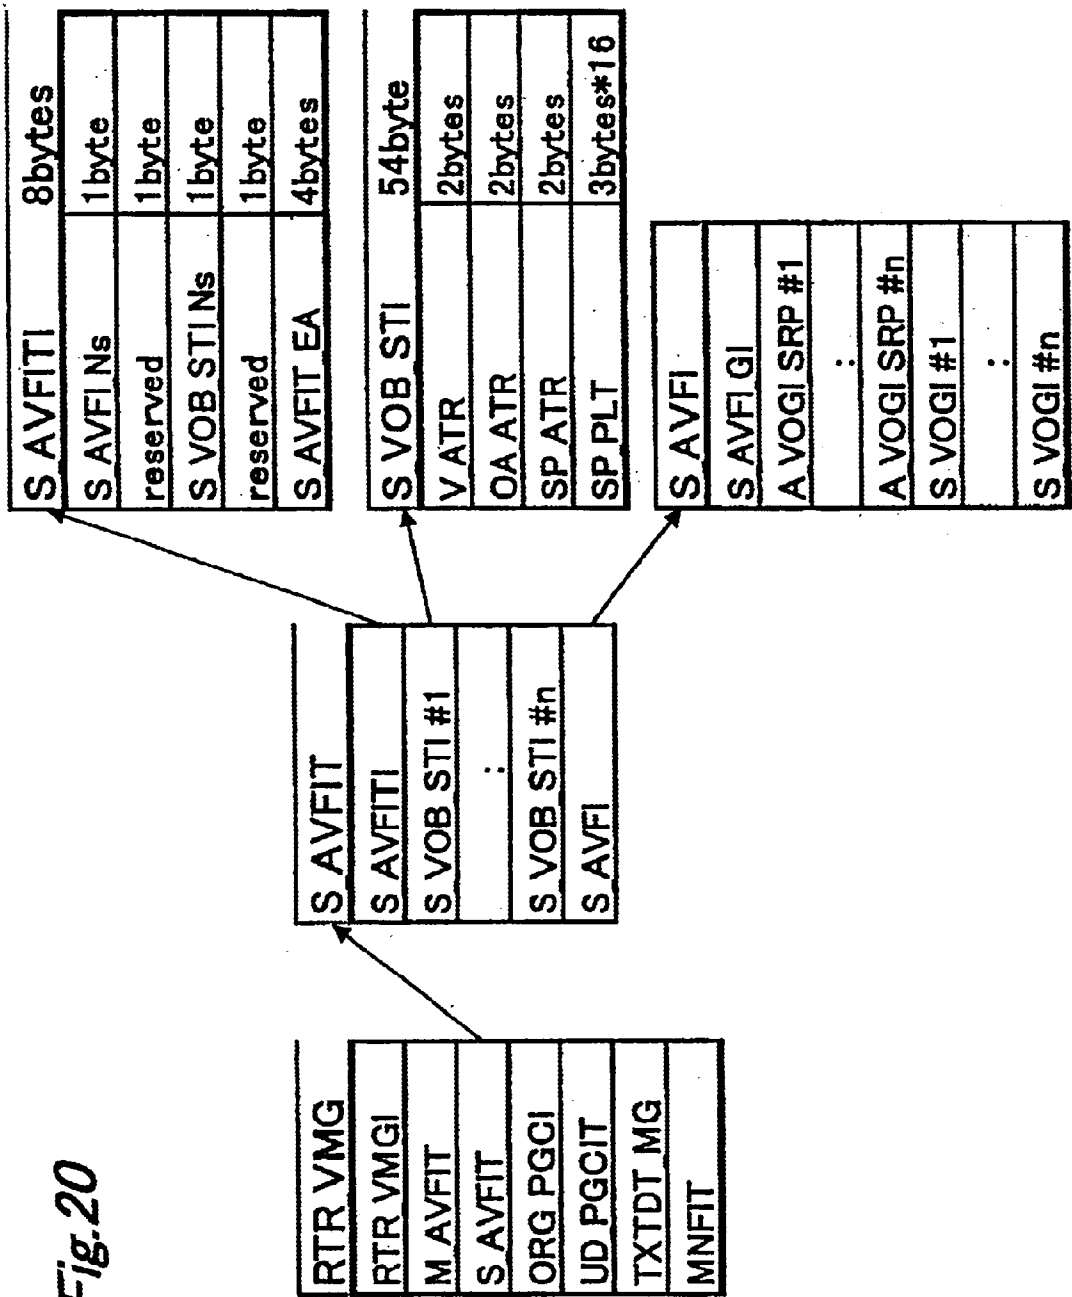 Fig.20
RTR VMG
RTR VMGI
M AVFIT
S AVFIT
ORG PGCI
UD PGCIT
TXTDT MG
MNFIT
S AVFIT
S AVFITI
S VOB STI #1
:
S VOB STI #n
S AVFI
S AVFITI 8bytes
S AVFI Ns 1byte
reserved 1byte
S VOB STI Ns 1byte
reserved 1byte
S AVFIT EA 4bytes
S VOB STI 54byte
V ATR 2bytes
OA ATR 2bytes
SP ATR 2bytes
SP PLT 3bytes*16
S AVFI
S AVFI GI
A VOGI SRP #1
:
A VOGI SRP #n
S VOGI #1
:
S VOGI #n